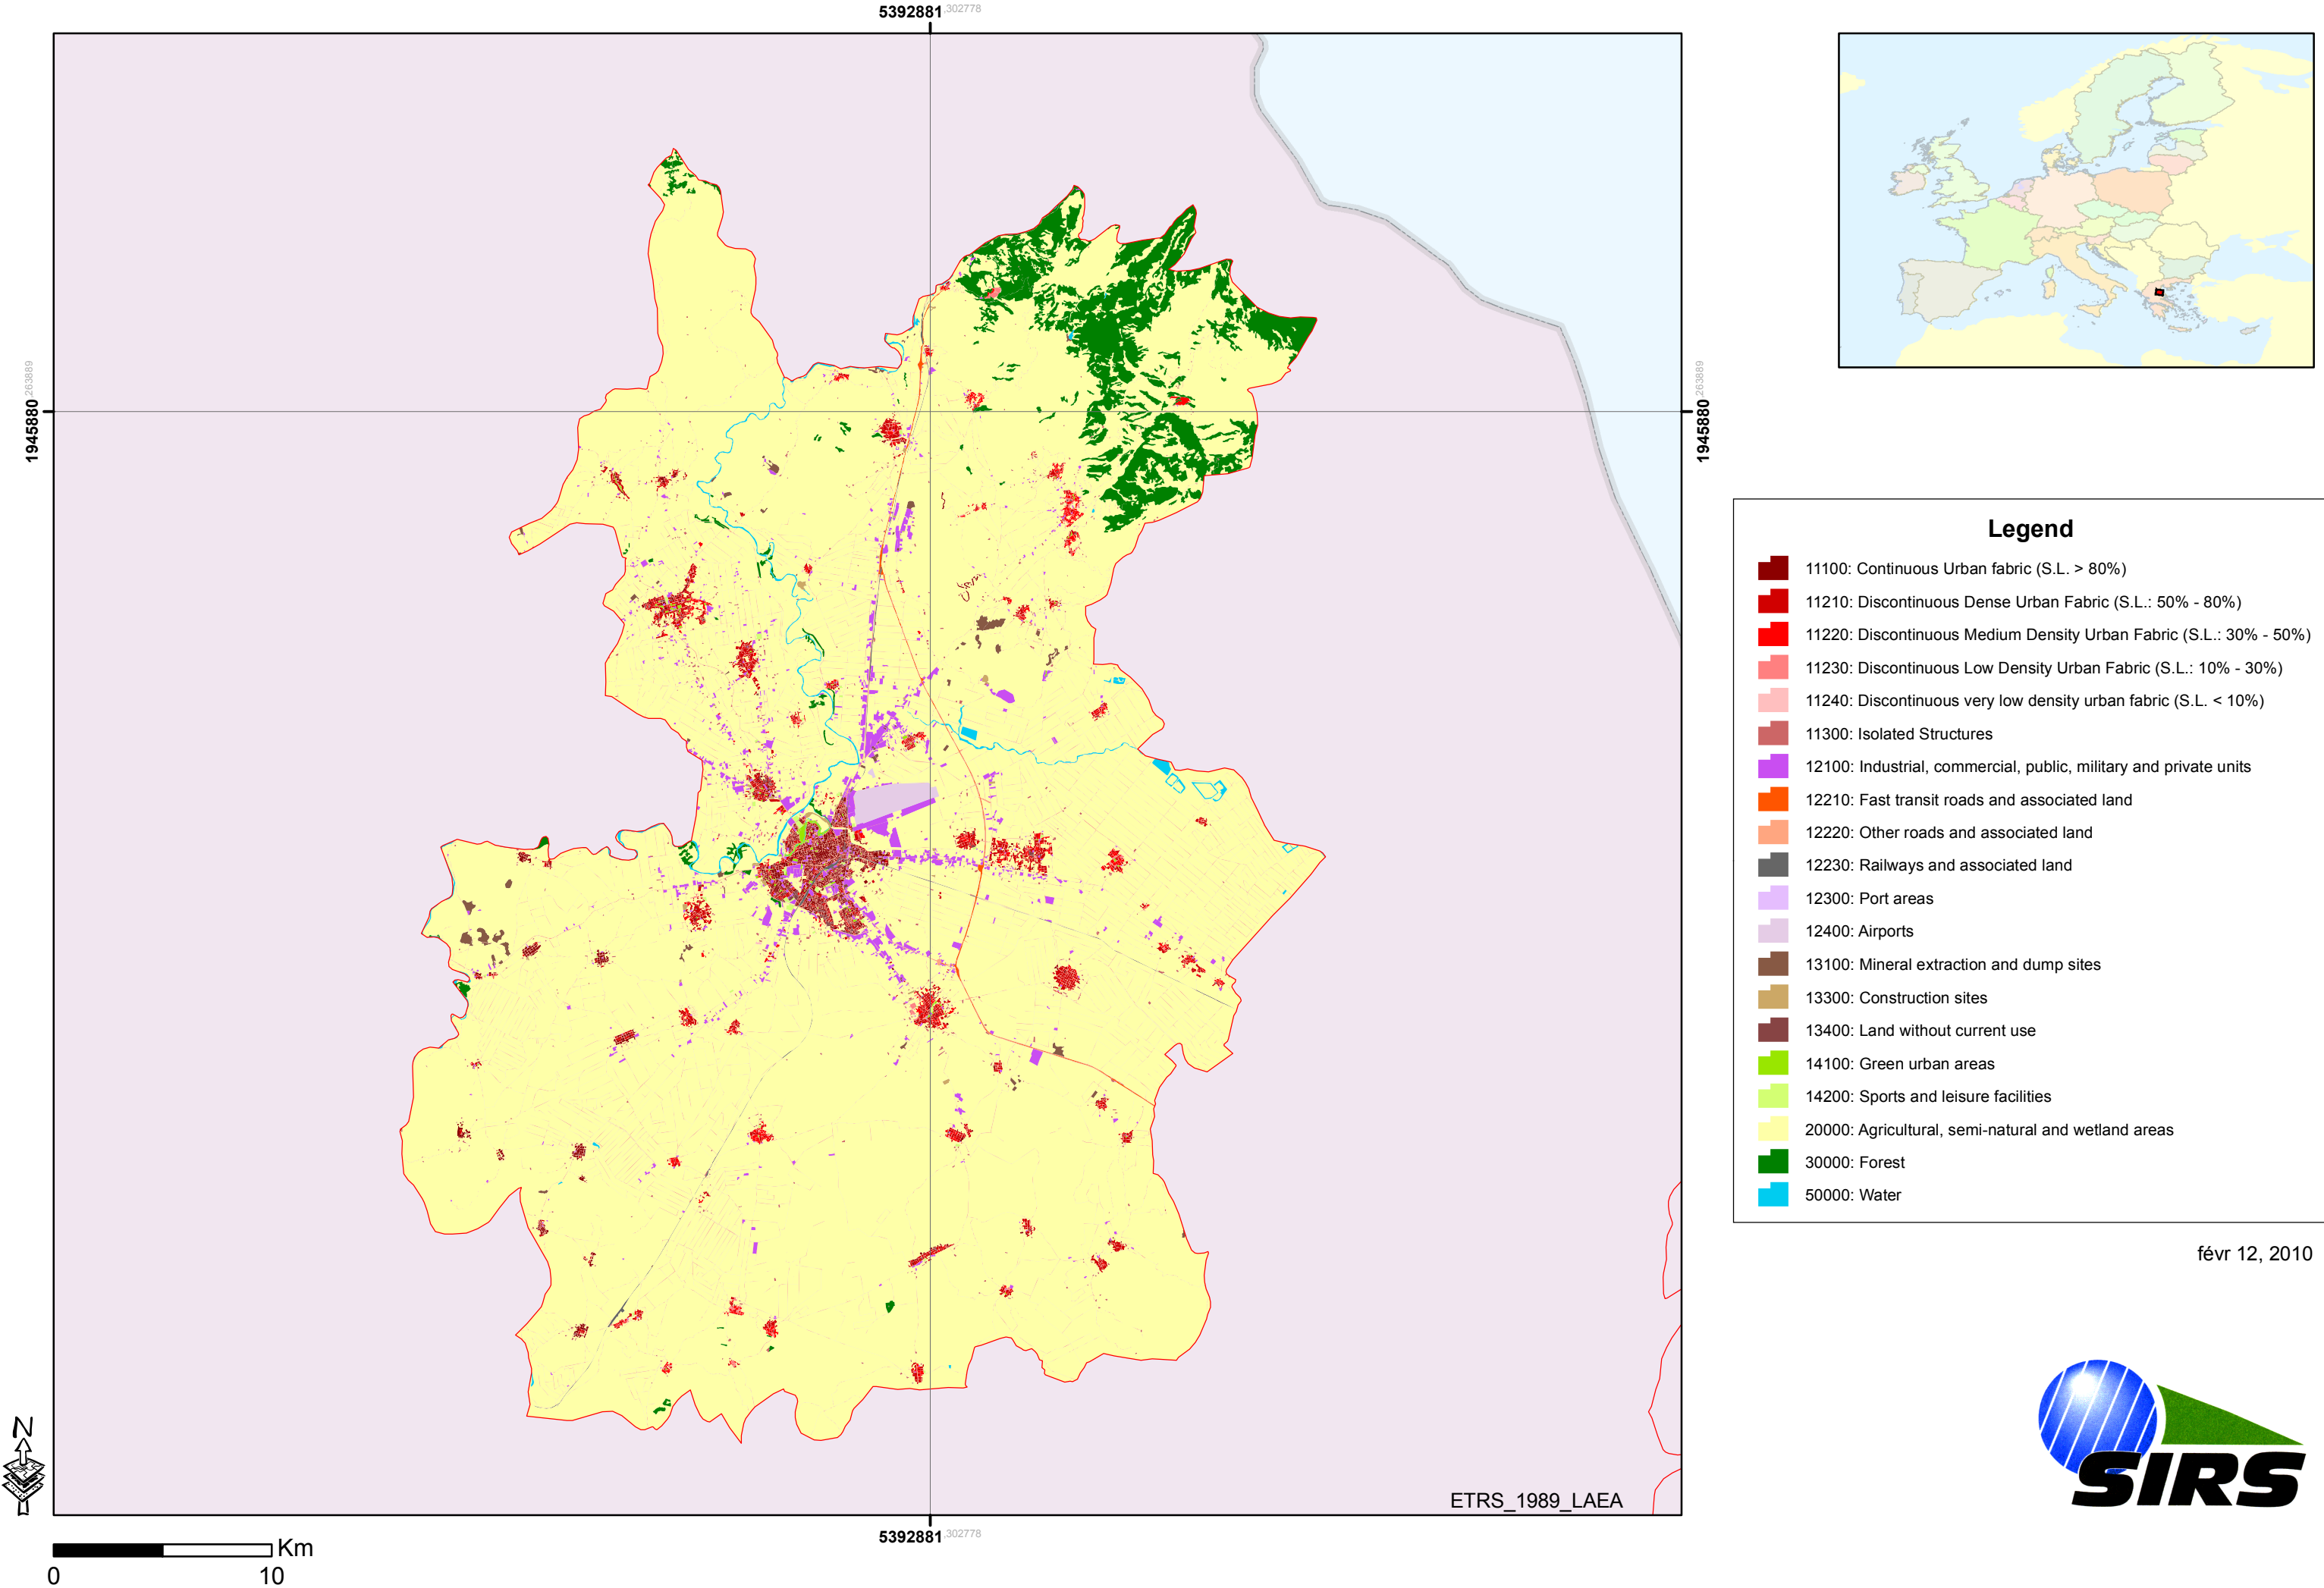 5392881.302778
1945880.263889
1945880.263889
Legend
11100: Continuous Urban fabric (S.L. > 80%)
11210: Discontinuous Dense Urban Fabric (S.L.: 50% - 80%)
11220: Discontinuous Medium Density Urban Fabric (S.L.: 30% - 50%)
11230: Discontinuous Low Density Urban Fabric (S.L.: 10% - 30%)
11240: Discontinuous very low density urban fabric (S.L. < 10%)
11300: Isolated Structures
12100: Industrial, commercial, public, military and private units
12210: Fast transit roads and associated land
12220: Other roads and associated land
12230: Railways and associated land
12300: Port areas
12400: Airports
13100: Mineral extraction and dump sites
13300: Construction sites
13400: Land without current use
14100: Green urban areas
14200: Sports and leisure facilities
20000: Agricultural, semi-natural and wetland areas
30000: Forest
50000: Water
févr 12, 2010
SIRS
N
ETRS_1989_LAEA
5392881.302778
Km
0 10